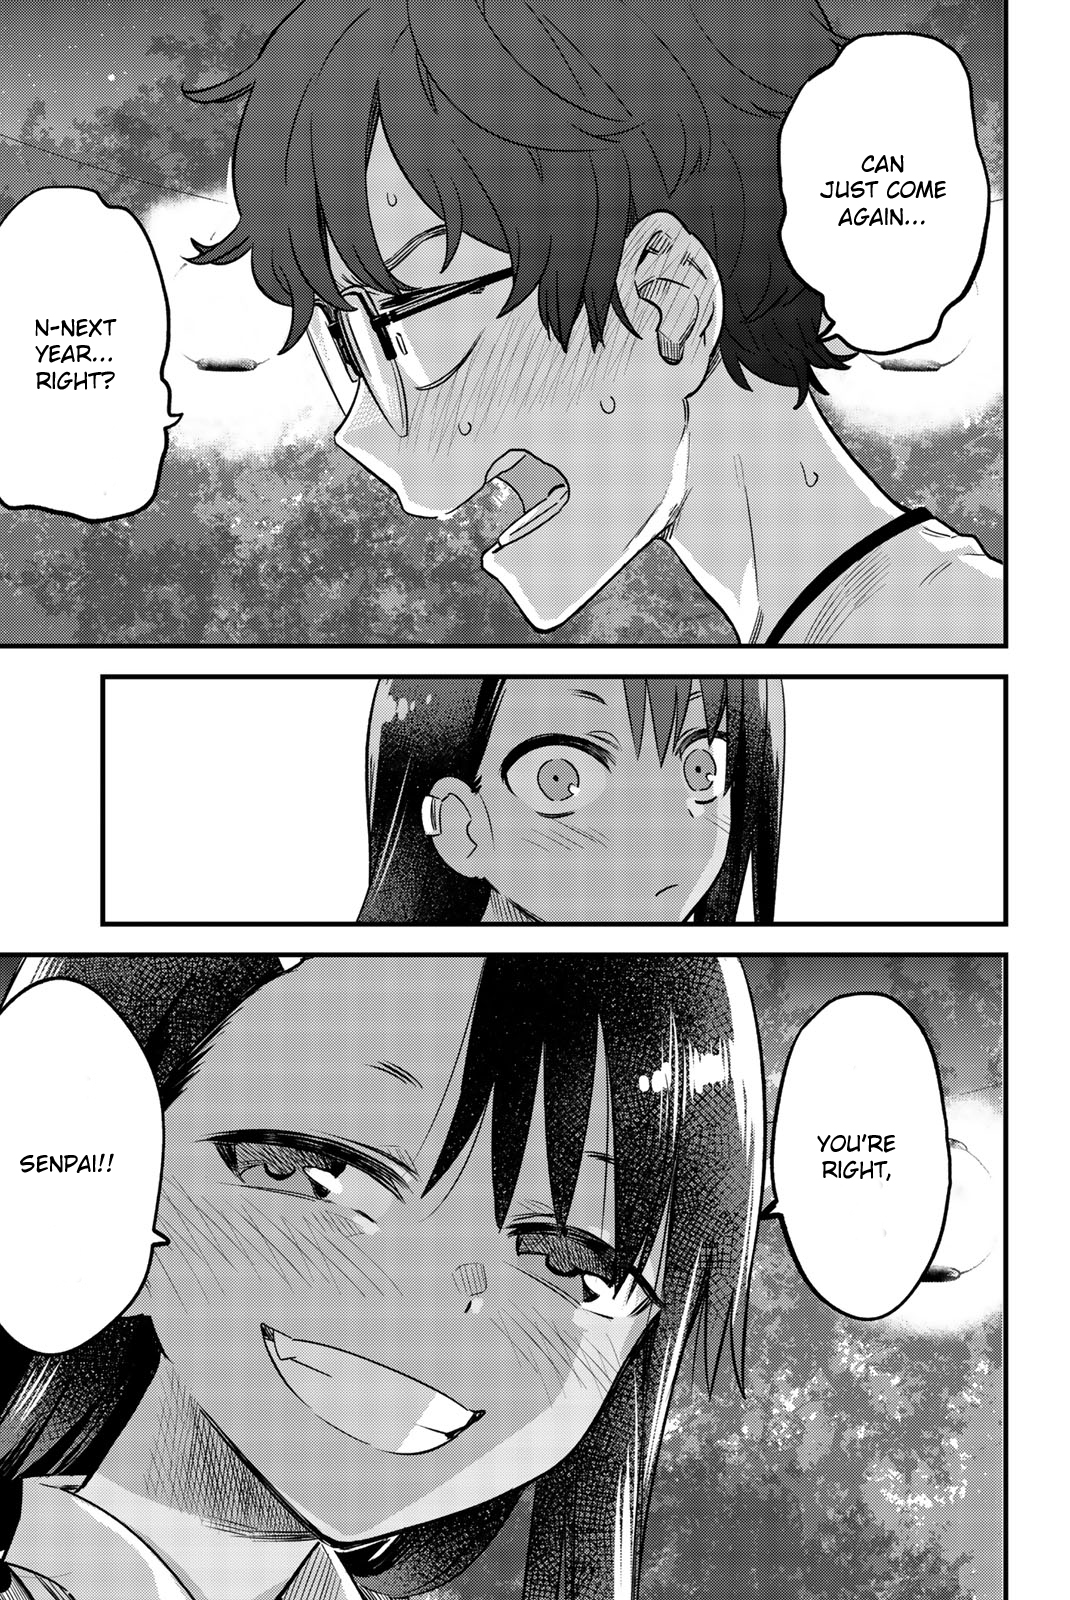 CAN
JUST COME
AGAIN...
N-NEXT
YEAR...
RIGHT?
YOU'RE
RIGHT,
SENPAI!!